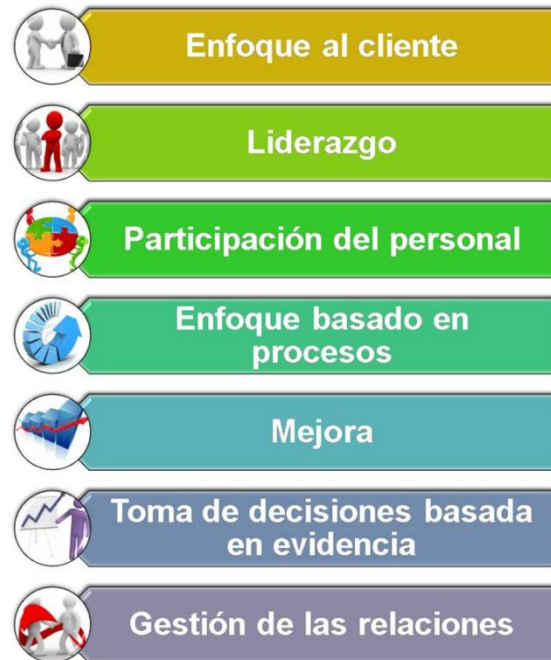 Enfoque al cliente
Liderazgo
Participación del personal
Enfoque basado en
procesos
Mejora
Toma de decisiones basada
en evidencia
Gestión de las relaciones